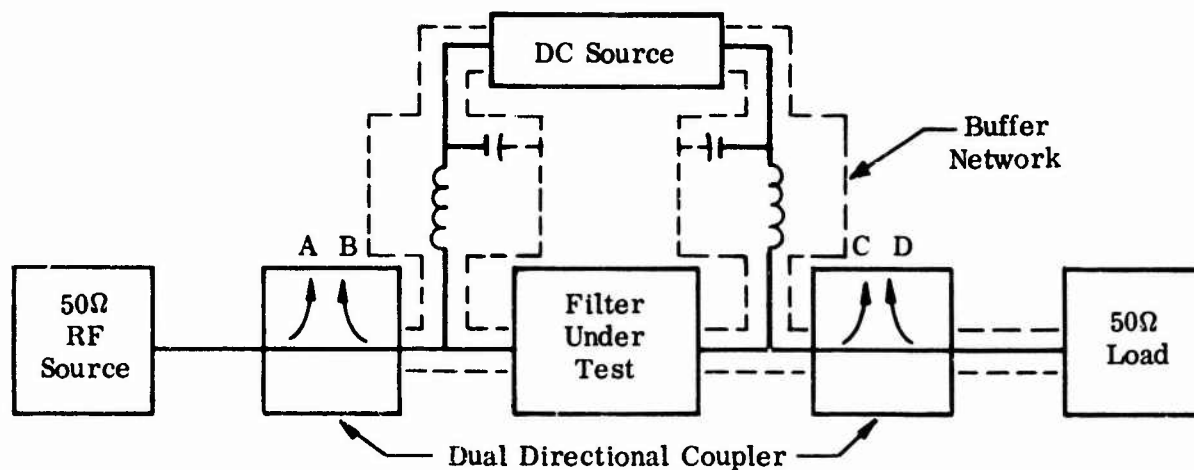 DC Source
Buffer
Network
A B
C D
50Ω
RF
Source
Filter
Under
Test
50Ω
Load
Dual Directional Coupler